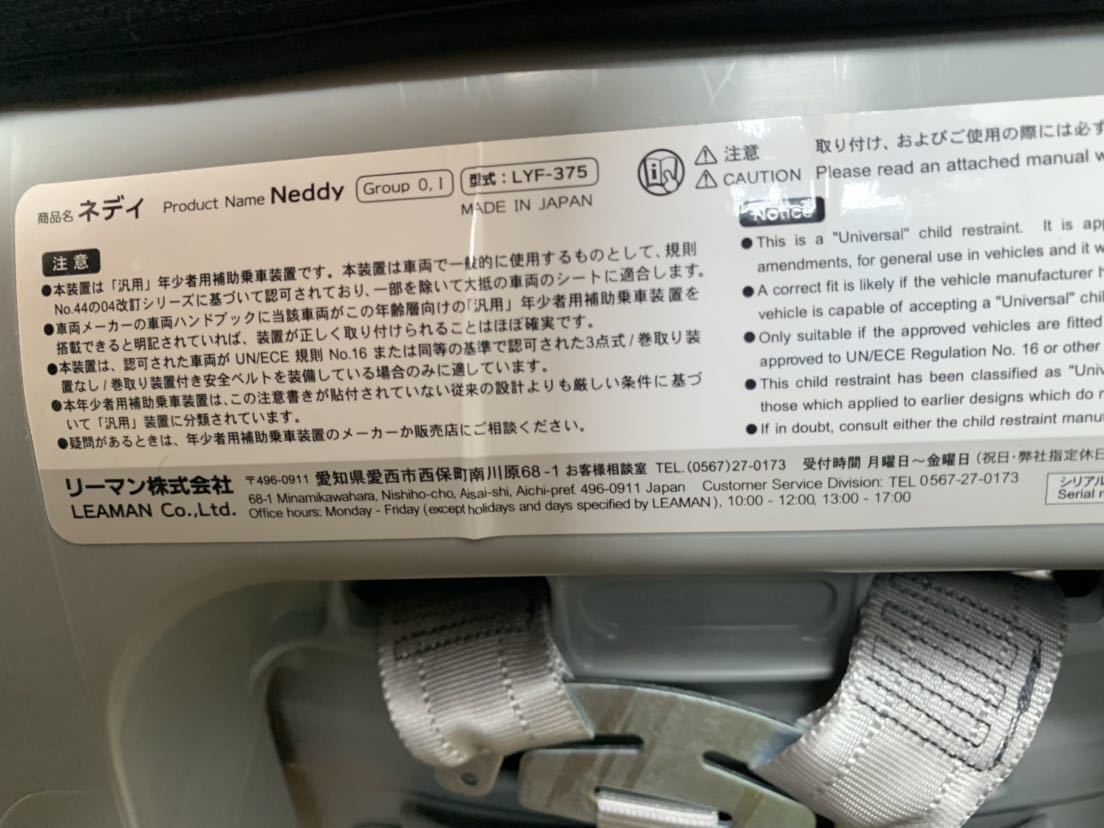 商品名 ネディ Product Name Neddy Group 0, I 型式：LYF-375
MADE IN JAPAN
注意
●本装置は「汎用」年少者用補助乗車装置です。本装置は車両で一般的に使用するものとして、規則
No.44の04改訂シリーズに基づいて認可されており、一部を除いて大抵の車両のシートに適合します。
●車両メーカーの車両ハンドブックに当該車両がこの年齢層向けの「汎用」年少者用補助乗車装置を
搭載できると明記されていれば、装置が正しく取り付けられることはほぼ確実です。
●本装置は、認可された車両が UN/ECE 規則 No.16 または同等の基準で認可された3点式/巻取り装
置なし/巻取り装置付き安全ベルトを装備している場合のみに適しています。
●本年少者用補助乗車装置は、この注意書きが貼付されていない従来の設計よりも厳しい条件に基づ
いて「汎用」装置に分類されています。
●疑問があるときは、年少者用補助乗車装置のメーカーか販売店にご相談ください。
⚠ 注意 取り付け、およびご使用の際には必ず
⚠ CAUTION Please read an attached manual
Notice
●This is a "Universal" child restraint. It is
amendments, for general use in vehicles and it
●A correct fit is likely if the vehicle manufacturer
vehicle is capable of accepting a "Universal"
●Only suitable if the approved vehicles are fitted
approved to UN/ECE Regulation No. 16 or other
●This child restraint has been classified as
those which applied to earlier designs which do
●If in doubt, consult either the child restraint
リーマン株式会社 〒496-0911 愛知県愛西市西保町南川原68-1 お客様相談室 TEL.(0567)27-0173 受付時間 月曜日～金曜日(祝日･弊社指定休日
LEAMAN Co.,Ltd. 68-1 Minamikawahara, Nishiho-cho, Aisai-shi, Aichi-pref. 496-0911 Japan Customer Service Division: TEL 0567-27-0173
Office hours: Monday - Friday (except holidays and days specified by LEAMAN). 10:00 - 12:00, 13:00 - 17:00
シリアル
Serial